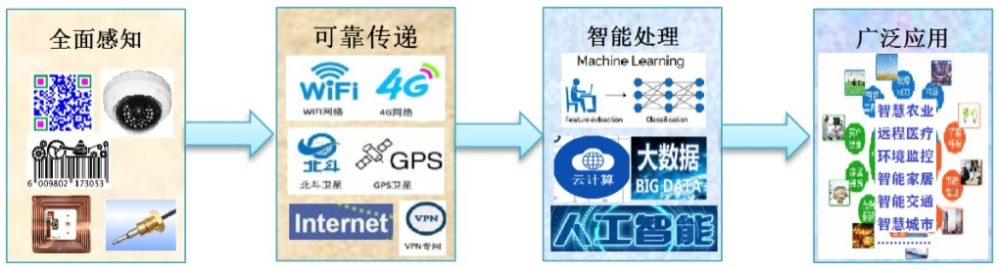 全面感知
6 009802 173053
可靠传递
WiFi
WIFI网络
4G
4G网络
北斗
北斗卫星
GPS
GPS卫星
Internet
VPN
VPN专网
智能处理
Machine Learning
Feature extraction
Classification
云计算
大数据
BIG DATA
人工智能
广泛应用
智慧农业
远程医疗
环境监控
智能家居
智能交通
智慧城市
…………